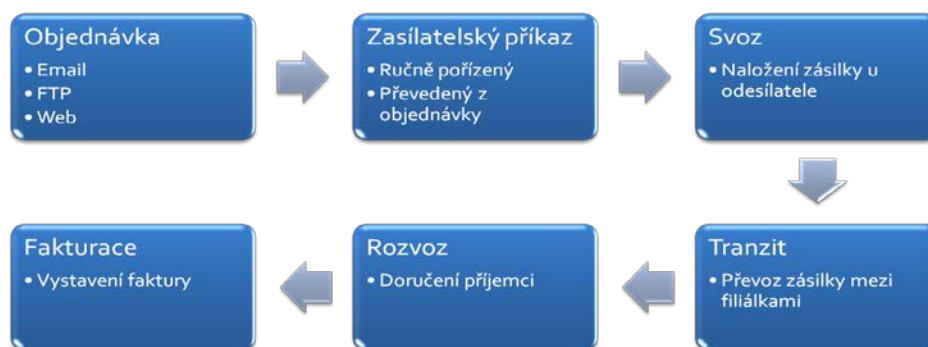 Objednávka
• Email
• FTP
• Web
Zasílatelský příkaz
• Ručně pořízený
• Převedený z
objednávky
Svoz
• Naložení zásilky u
odesílatele
Tranzit
• Převoz zásilky mezi
filiálkami
Rozvoz
• Doručení příjemci
Fakturace
• Vystavení faktury